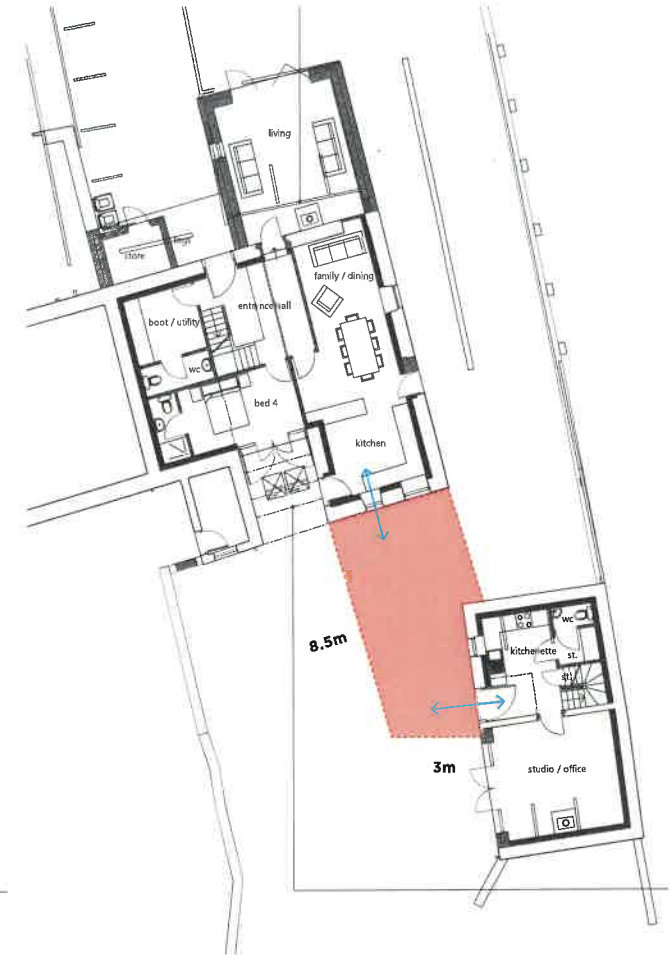 living
store
family / dining
entrance hall
boot / utility
wc
bed 4
kitchen
8.5m
wc
kitchenette
st.
st.
3m
studio / office